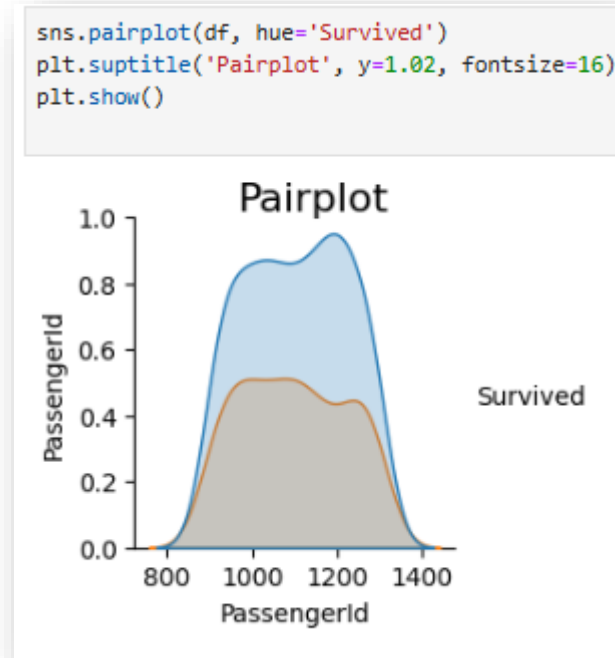 sns.pairplot(df, hue='Survived')
plt.suptitle('Pairplot', y=1.02, fontsize=16)
plt.show()
Pairplot
1.0
0.8
0.6
0.4
0.2
0.0
PassengerId
800 1000 1200 1400
PassengerId
Survived